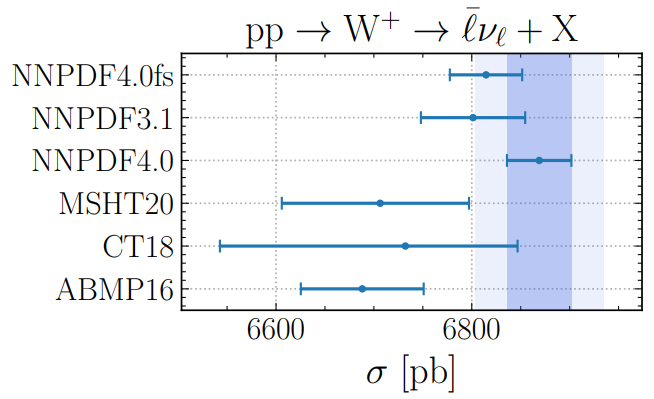 pp → W⁺ → ℓ̄νℓ + X
NNPDF4.0fs
NNPDF3.1
NNPDF4.0
MSHT20
CT18
ABMP16
6600 6800
σ [pb]